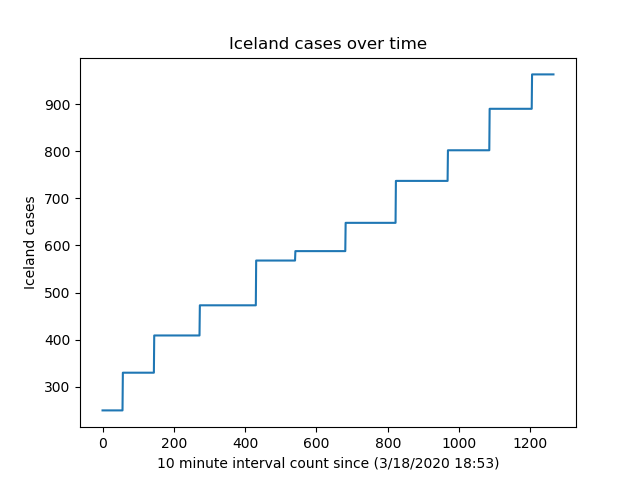 Iceland cases over time
900
800
700
600
500
400
300
Iceland cases
0 200 400 600 800 1000 1200
10 minute interval count since (3/18/2020 18:53)